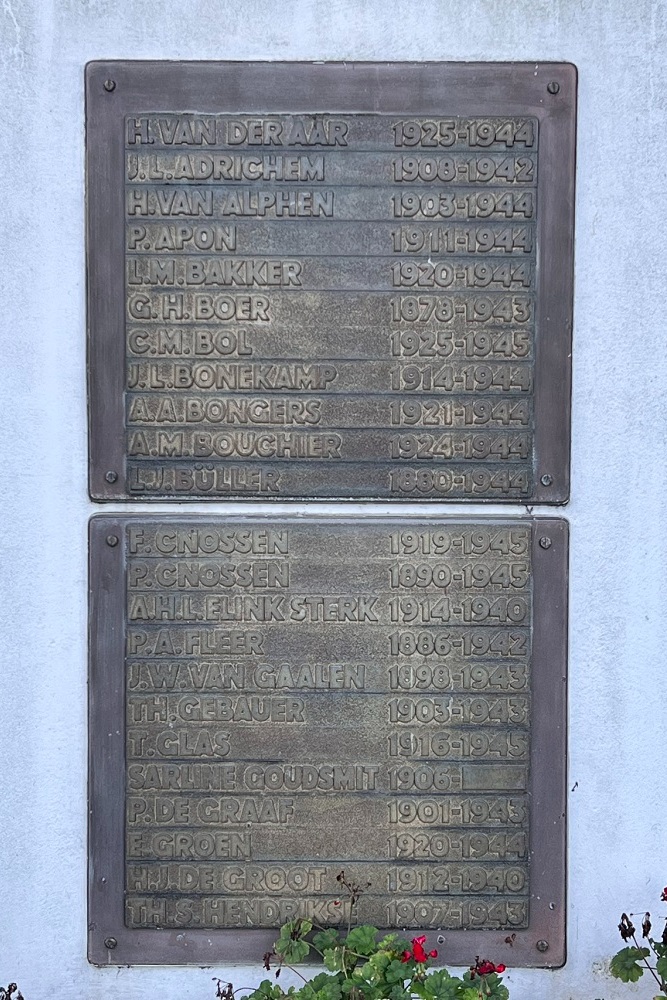 H. VAN DER AAR 1925-1944
J. L. ADRICHEM 1908-1942
H. VAN ALPHEN 1903-1944
P. APON 1911-1944
L. M. BAKKER 1920-1944
G. H. BOER 1878-1943
C. M. BOL 1925-1945
J. L. BONEKAMP 1914-1944
A. A. BONGERS 1921-1944
A. M. BOUCHIER 1924-1944
L. J. BÜLLER 1880-1944
F. CNOSSEN 1919-1945
P. CNOSSEN 1890-1945
A. H. L. ELINK STERK 1914-1940
P. A. FLEER 1886-1942
J. W. VAN GAALEN 1898-1943
TH. GEBAUER 1903-1943
T. GLAS 1916-1945
SARLINE GOUDSMIT 1906-
P. DE GRAAF 1901-1943
E. GROEN 1920-1944
H. J. DE GROOT 1912-1940
TH. S. HENDRIKSE 1907-1943